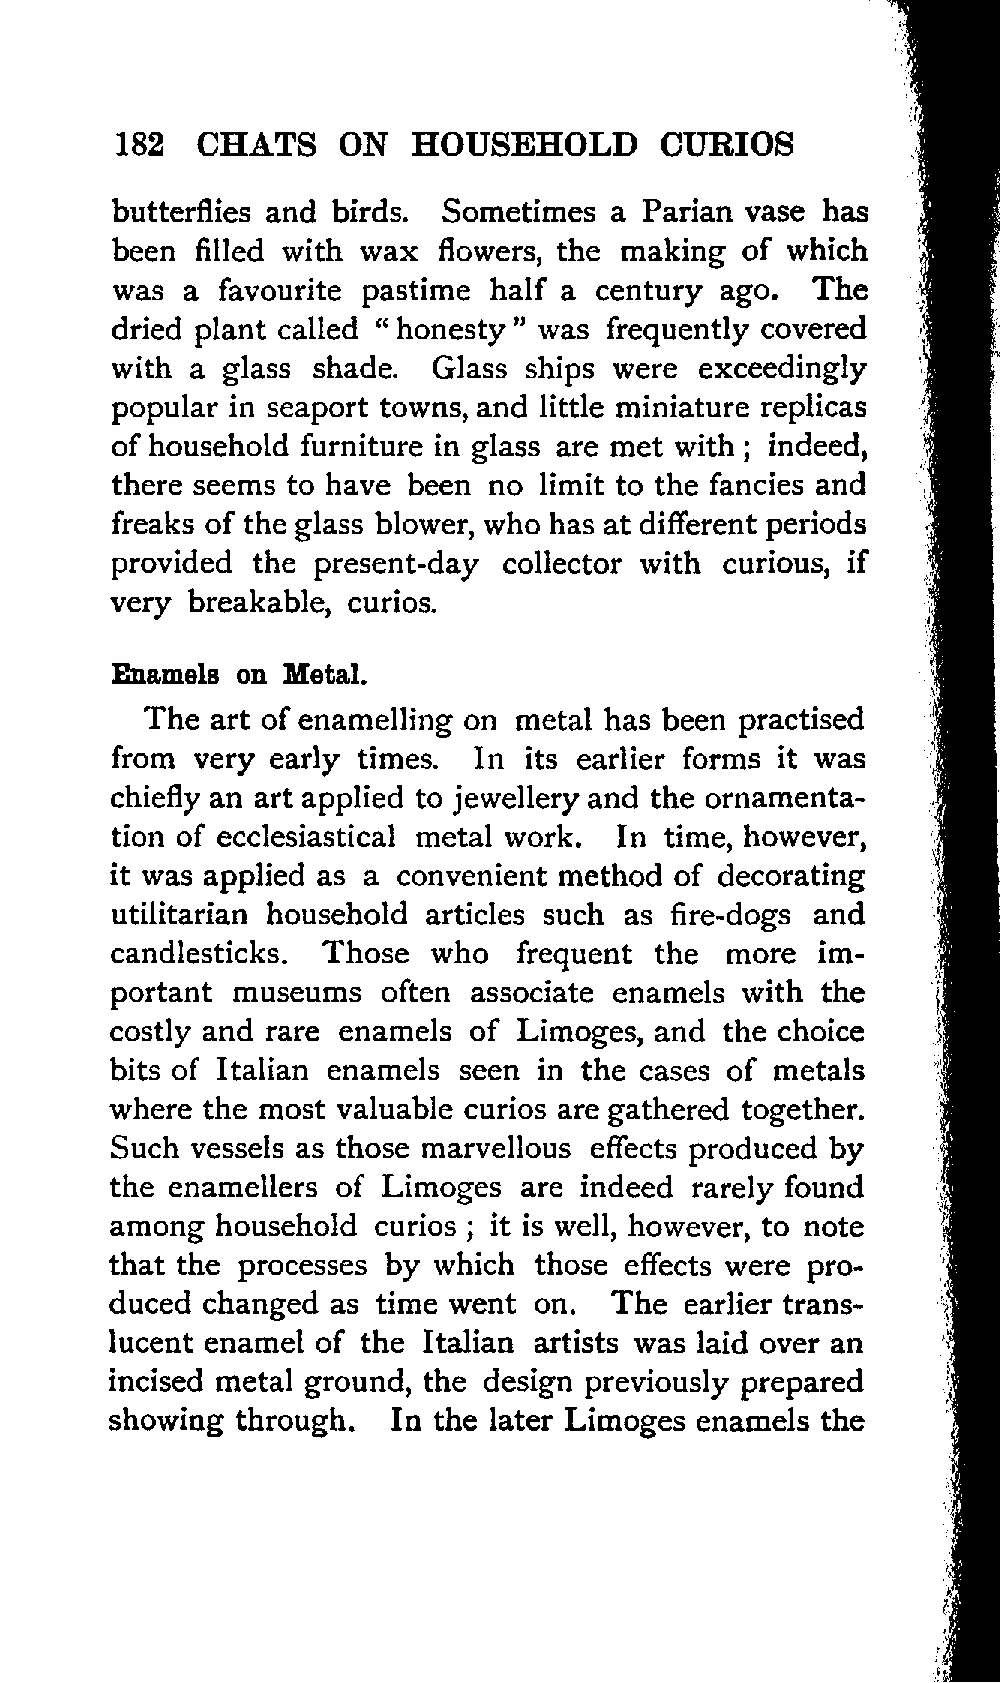 182 CHATS ON HOUSEHOLD CURIOS
butterflies and birds. Sometimes a Parian vase has
been filled with wax flowers, the making of which
was a favourite pastime half a century ago. The
dried plant called “honesty” was frequently covered
with a glass shade. Glass ships were exceedingly
popular in seaport towns, and little miniature replicas
of household furniture in glass are met with ; indeed,
there seems to have been no limit to the fancies and
freaks of the glass blower, who has at different periods
provided the present-day collector with curious, if
very breakable, curios.
Enamels on Metal.
The art of enamelling on metal has been practised
from very early times. In its earlier forms it was
chiefly an art applied to jewellery and the ornamenta-
tion of ecclesiastical metal work. In time, however,
it was applied as a convenient method of decorating
utilitarian household articles such as fire-dogs and
candlesticks. Those who frequent the more im-
portant museums often associate enamels with the
costly and rare enamels of Limoges, and the choice
bits of Italian enamels seen in the cases of metals
where the most valuable curios are gathered together.
Such vessels as those marvellous effects produced by
the enamellers of Limoges are indeed rarely found
among household curios ; it is well, however, to note
that the processes by which those effects were pro-
duced changed as time went on. The earlier trans-
lucent enamel of the Italian artists was laid over an
incised metal ground, the design previously prepared
showing through. In the later Limoges enamels the